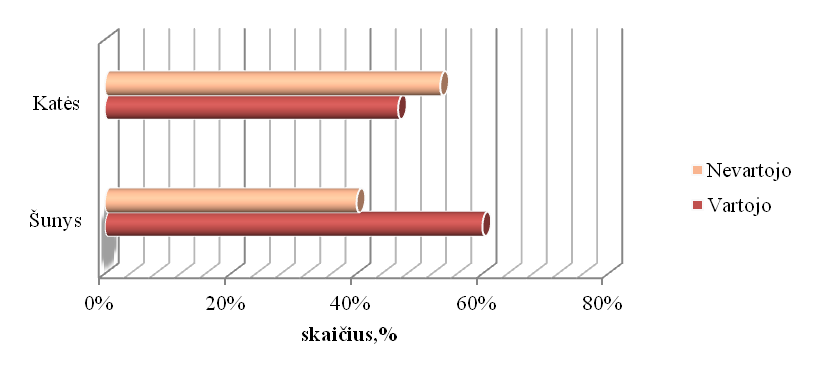 Katės
Šunys
0% 20% 40% 60% 80%
skaičius,%
Nevartojo
Vartojo